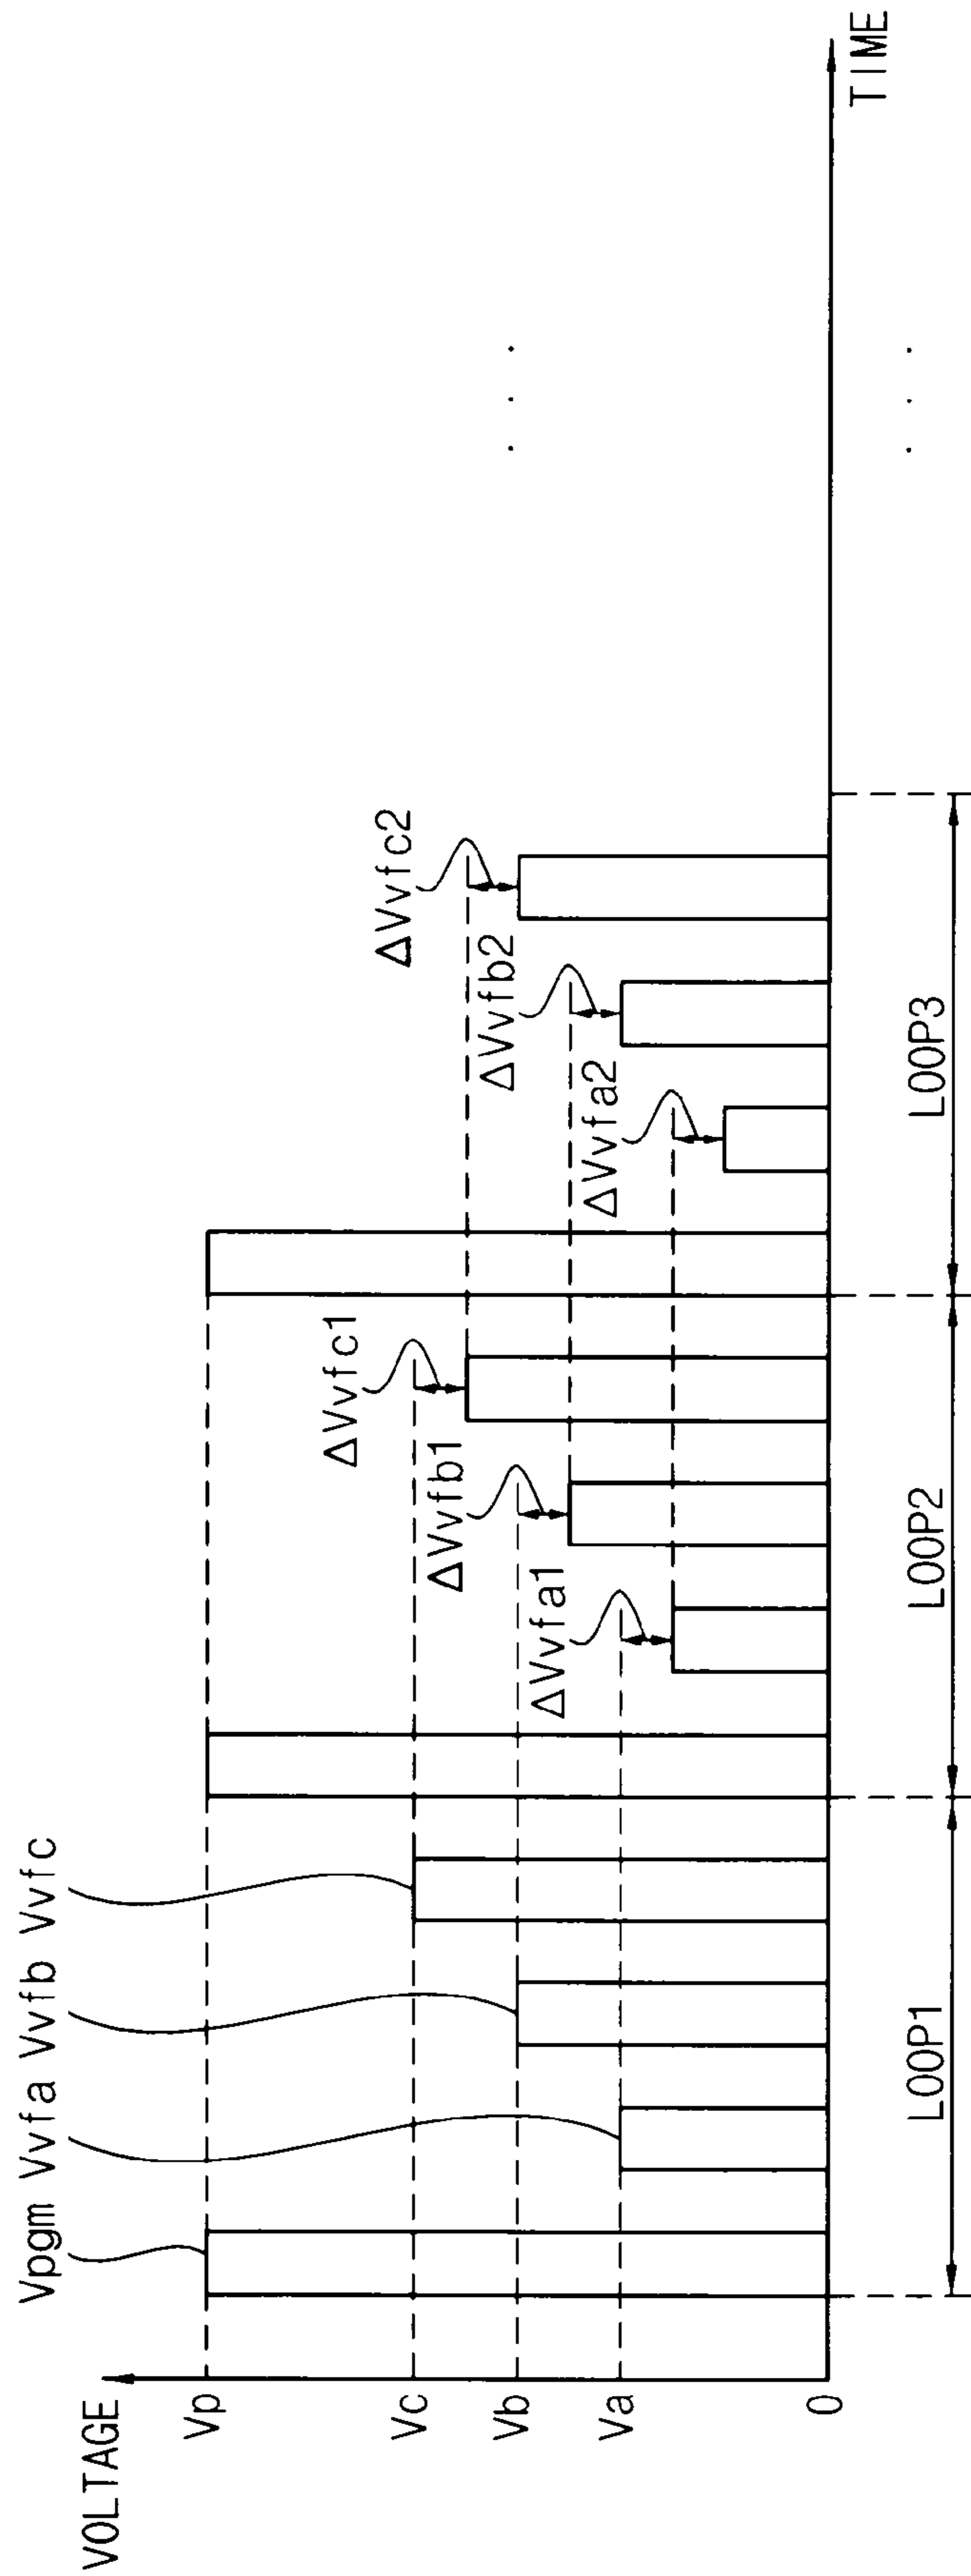 VOLTAGE
Vpgm Vvfa Vvfb Vvfc
Vp
Vc
Vb
Va
0
ΔVvfa1
ΔVvfb1
ΔVvfc1
ΔVvfa2
ΔVvfb2
ΔVvfc2
. . .
TIME
LOOP1
LOOP2
LOOP3
. . .